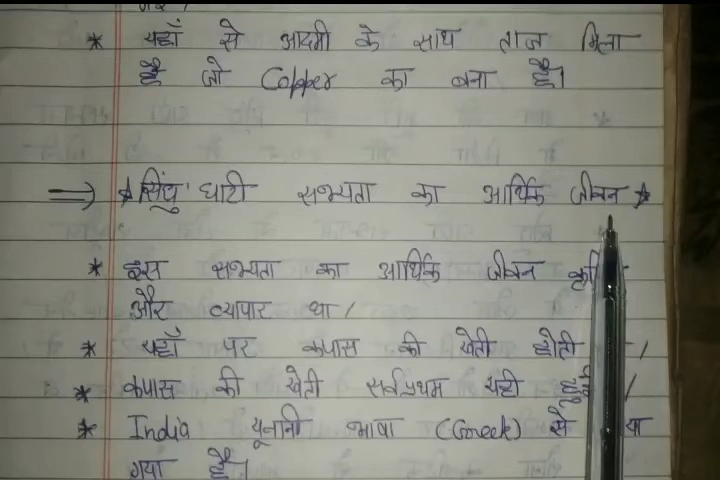 * यहाँ से आदमी के साथ ताज मिला
है जो Copper का बना है।
⇒ * सिंधु घाटी सभ्यता का आर्थिक जीवन *
* इस सभ्यता का आर्थिक जीवन
और व्यापार था।
* यहाँ पर कपास की खेती होती
* कपास की खेती सर्वप्रथम यही हुई।
* India यूनानी भाषा (Greek) से
गया है।